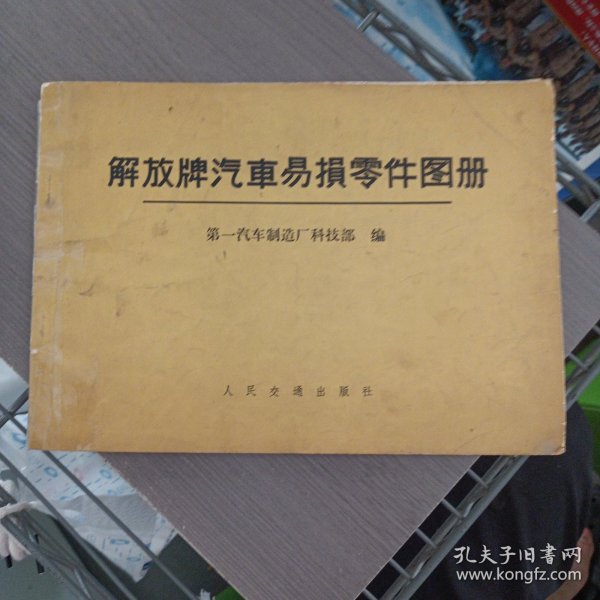 解放牌汽車易損零件图册
第一汽车制造厂科技部 编
人民交通出版社
孔夫子旧書网
www.kongfz.com